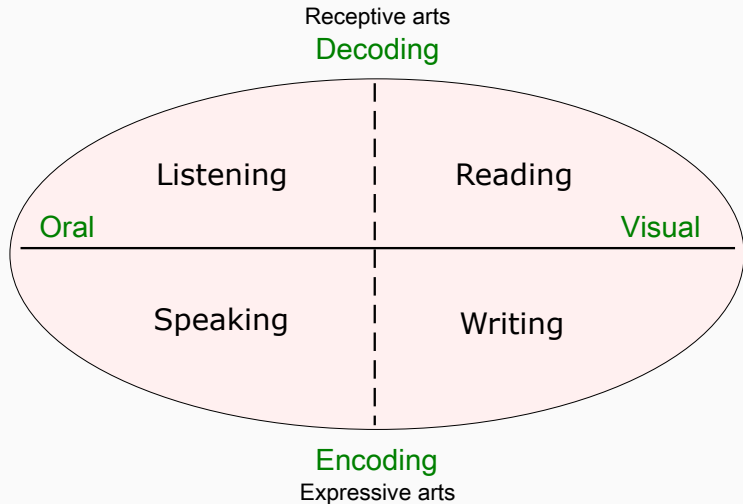 Receptive arts
Decoding
Listening
Reading
Oral
Visual
Speaking
Writing
Encoding
Expressive arts